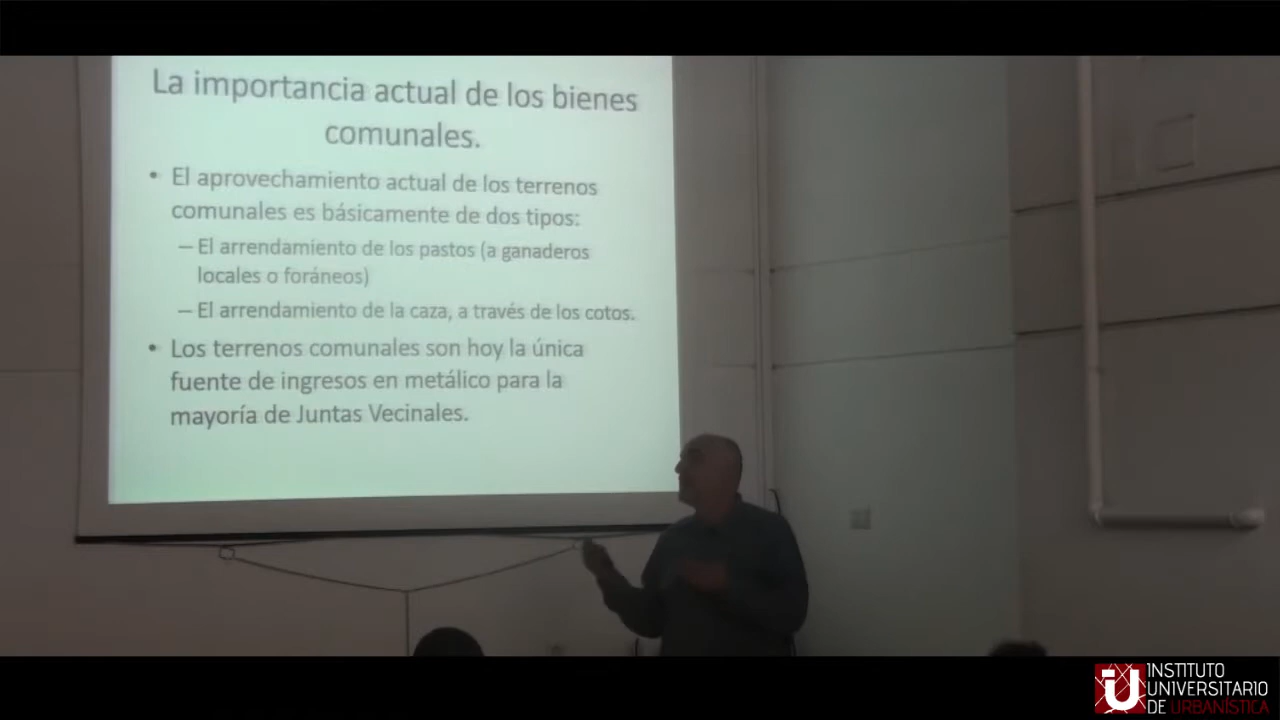 La importancia actual de los bienes
comunales.
• El aprovechamiento actual de los terrenos
comunales es básicamente de dos tipos:
– El arrendamiento de los pastos (a ganaderos
locales o foráneos)
– El arrendamiento de la caza, a través de los cotos.
• Los terrenos comunales son hoy la única
fuente de ingresos en metálico para la
mayoría de Juntas Vecinales.
iU INSTITUTO
UNIVERSITARIO
DE URBANÍSTICA